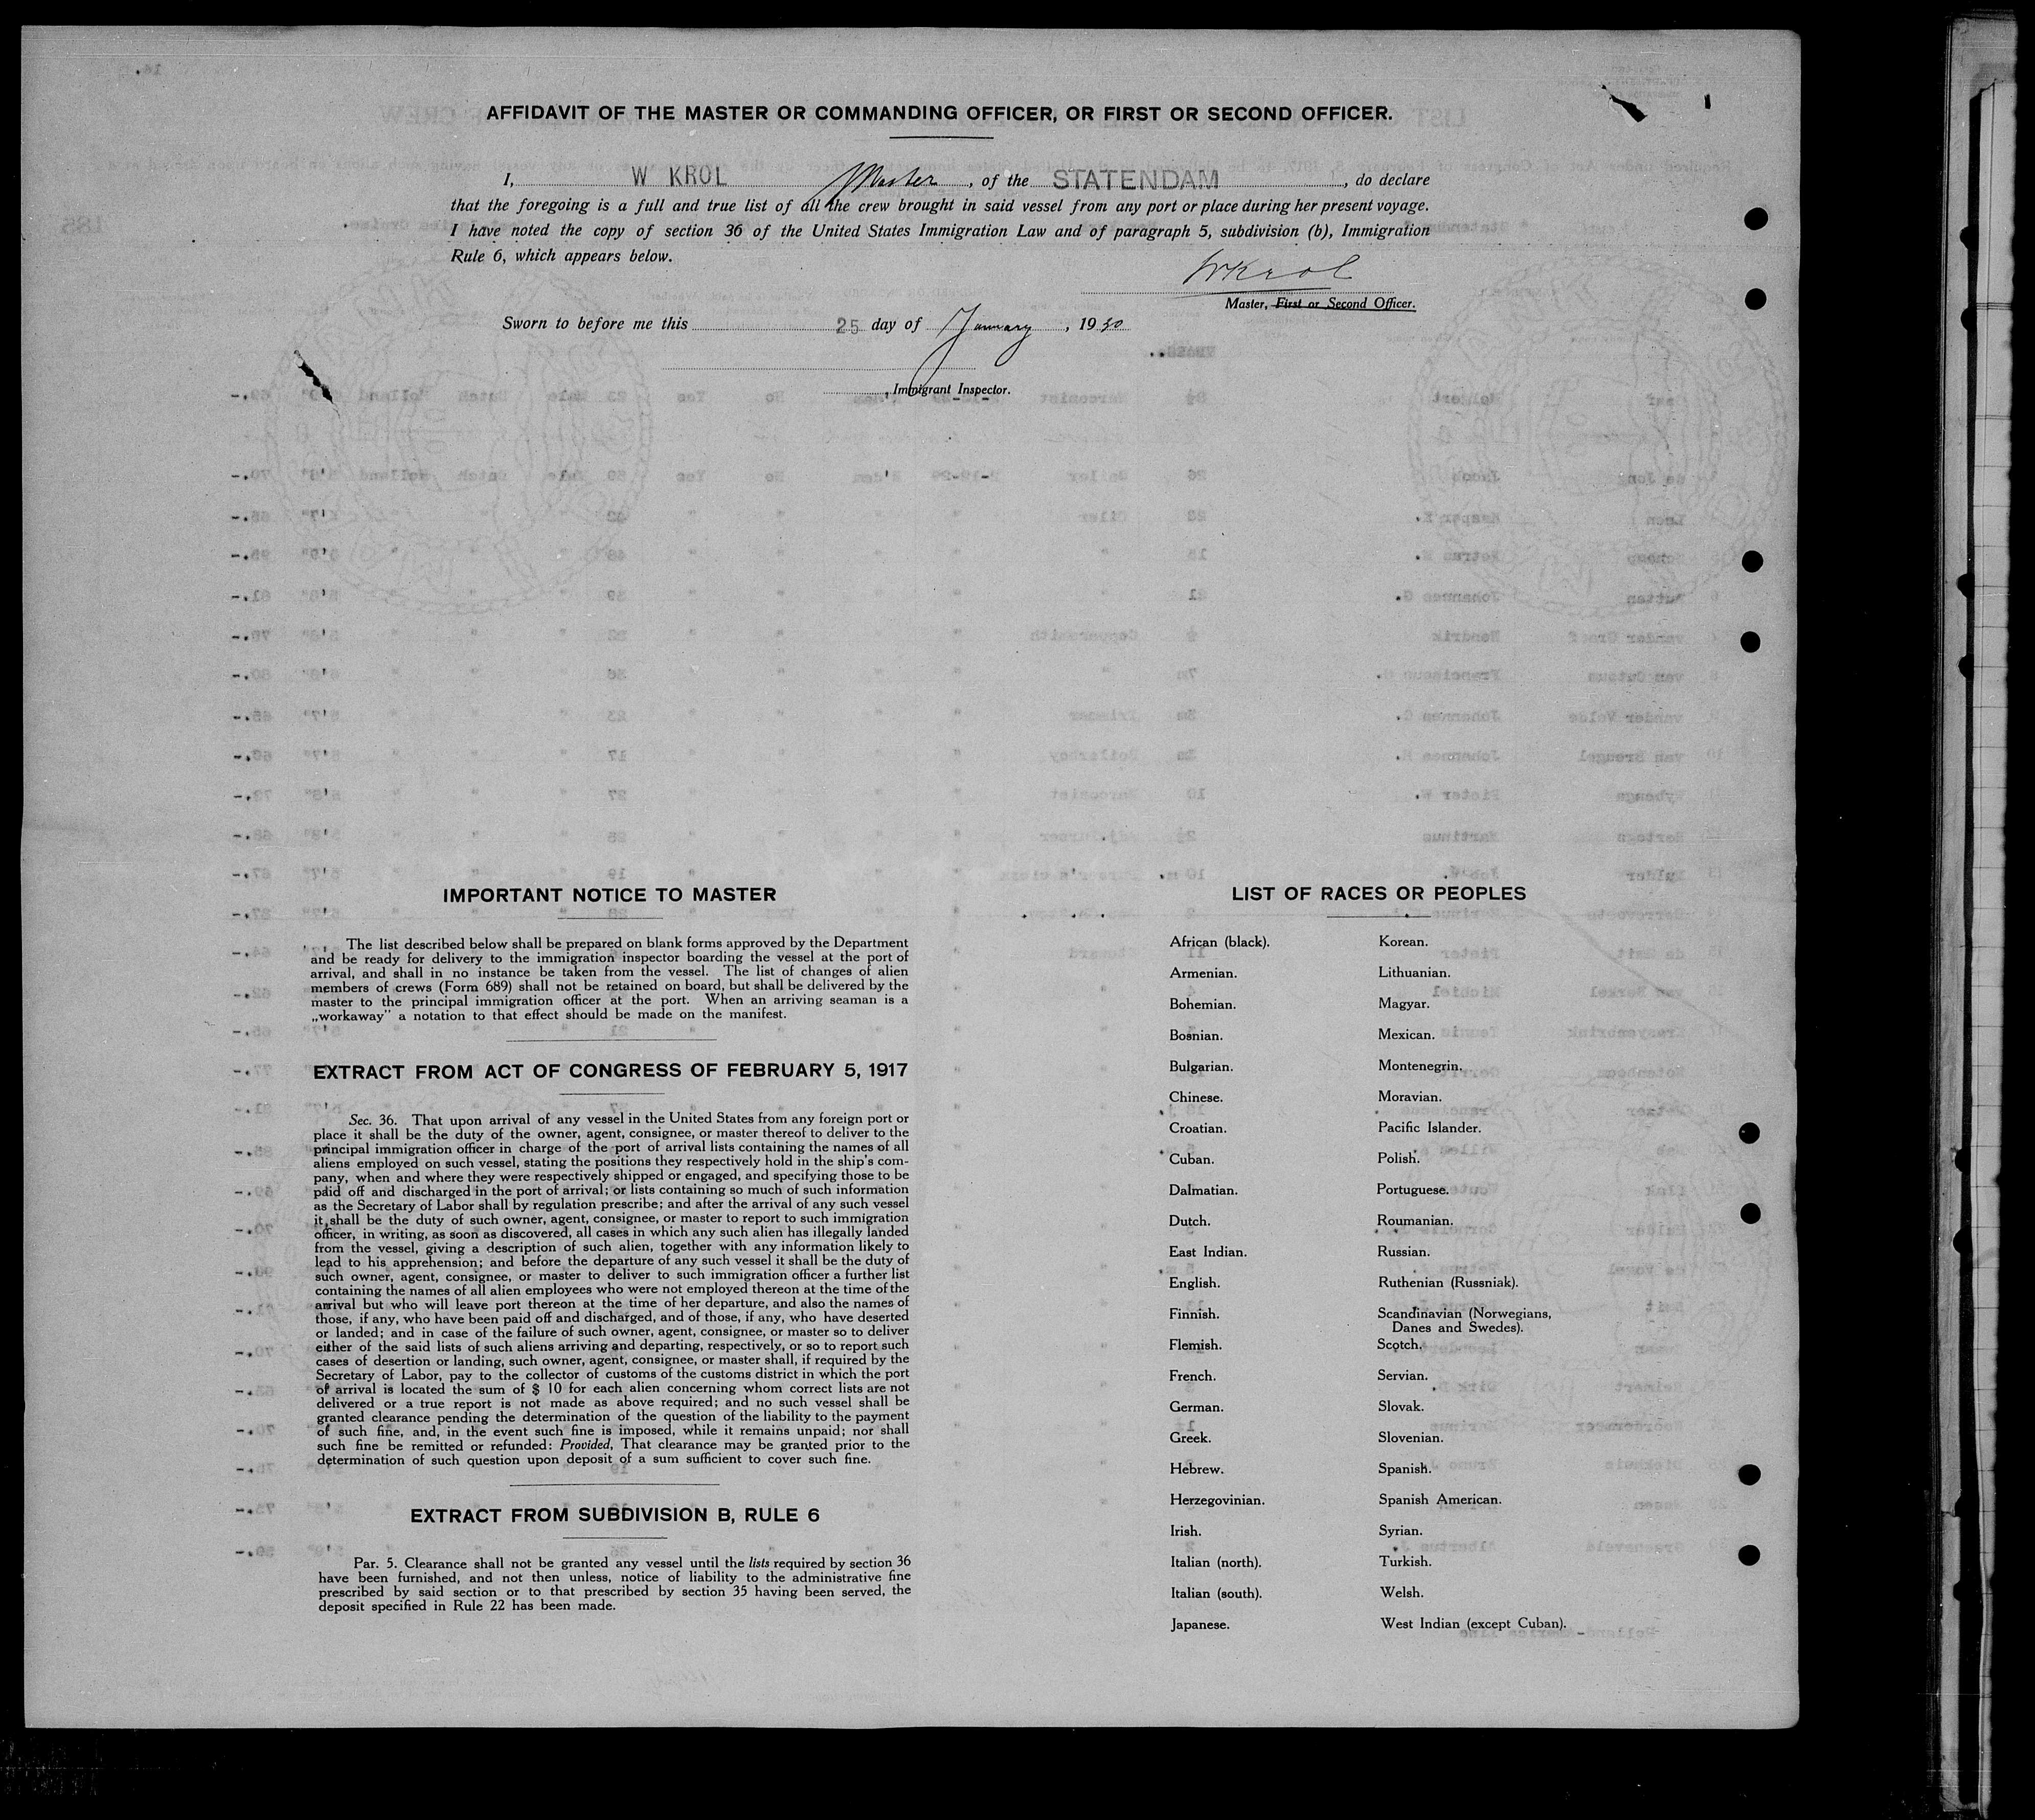 AFFIDAVIT OF THE MASTER OR COMMANDING OFFICER, OR FIRST OR SECOND OFFICER.
I, W KROL Master, of the STATENDAM, do declare
that the foregoing is a full and true list of all the crew brought in said vessel from any port or place during her present voyage.
I have noted the copy of section 36 of the United States Immigration Law and of paragraph 5, subdivision (b), Immigration
Rule 6, which appears below.
WKrol
Master, First or Second Officer.
Sworn to before me this 25 day of January, 1930
, Immigrant Inspector.
IMPORTANT NOTICE TO MASTER
The list described below shall be prepared on blank forms approved by the Department
and be ready for delivery to the immigration inspector boarding the vessel at the port of
arrival, and shall in no instance be taken from the vessel. The list of changes of alien
members of crews (Form 689) shall not be retained on board, but shall be delivered by the
master to the principal immigration officer at the port. When an arriving seaman is a
„workaway" a notation to that effect should be made on the manifest.
EXTRACT FROM ACT OF CONGRESS OF FEBRUARY 5, 1917
Sec. 36. That upon arrival of any vessel in the United States from any foreign port or
place it shall be the duty of the owner, agent, consignee, or master thereof to deliver to the
principal immigration officer in charge of the port of arrival lists containing the names of all
aliens employed on such vessel, stating the positions they respectively hold in the ship's com-
pany, when and where they were respectively shipped or engaged, and specifying those to be
paid off and discharged in the port of arrival; or lists containing so much of such information
as the Secretary of Labor shall by regulation prescribe; and after the arrival of any such vessel
it shall be the duty of such owner, agent, consignee, or master to report to such immigration
officer, in writing, as soon as discovered, all cases in which any such alien has illegally landed
from the vessel, giving a description of such alien, together with any information likely to
lead to his apprehension; and before the departure of any such vessel it shall be the duty of
such owner, agent, consignee, or master to deliver to such immigration officer a further list
containing the names of all alien employees who were not employed thereon at the time of the
arrival but who will leave port thereon at the time of her departure, and also the names of
those, if any, who have been paid off and discharged, and of those, if any, who have deserted
or landed; and in case of the failure of such owner, agent, consignee, or master so to deliver
either of the said lists of such aliens arriving and departing, respectively, or so to report such
cases of desertion or landing, such owner, agent, consignee, or master shall, if required by the
Secretary of Labor, pay to the collector of customs of the customs district in which the port
of arrival is located the sum of $ 10 for each alien concerning whom correct lists are not
delivered or a true report is not made as above required; and no such vessel shall be
granted clearance pending the determination of the question of the liability to the payment
of such fine, and, in the event such fine is imposed, while it remains unpaid; nor shall
such fine be remitted or refunded: Provided, That clearance may be granted prior to the
determination of such question upon deposit of a sum sufficient to cover such fine.
EXTRACT FROM SUBDIVISION B, RULE 6
Par. 5. Clearance shall not be granted any vessel until the lists required by section 36
have been furnished, and not then unless, notice of liability to the administrative fine
prescribed by said section or to that prescribed by section 35 having been served, the
deposit specified in Rule 22 has been made.
LIST OF RACES OR PEOPLES
African (black).
Armenian.
Bohemian.
Bosnian.
Bulgarian.
Chinese.
Croatian.
Cuban.
Dalmatian.
Dutch.
East Indian.
English.
Finnish.
Flemish.
French.
German.
Greek.
Hebrew.
Herzegovinian.
Irish.
Italian (north).
Italian (south).
Japanese.
Korean.
Lithuanian.
Magyar.
Mexican.
Montenegrin.
Moravian.
Pacific Islander.
Polish.
Portuguese.
Roumanian.
Russian.
Ruthenian (Russniak).
Scandinavian (Norwegians,
Danes and Swedes).
Scotch.
Servian.
Slovak.
Slovenian.
Spanish.
Spanish American.
Syrian.
Turkish.
Welsh.
West Indian (except Cuban).